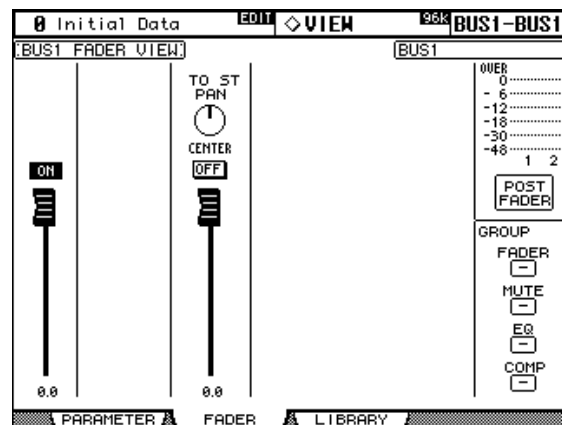 0 Initial Data EDIT ◇VIEW 96K BUS1-BUS1
BUS1 FADER VIEW
BUS1
TO ST
PAN
CENTER
ON
OFF
0.0
0.0
OVER
0
- 6
-12
-18
-30
-48
1 2
POST
FADER
GROUP
FADER
-
MUTE
-
EQ
-
COMP
-
PARAMETER FADER LIBRARY